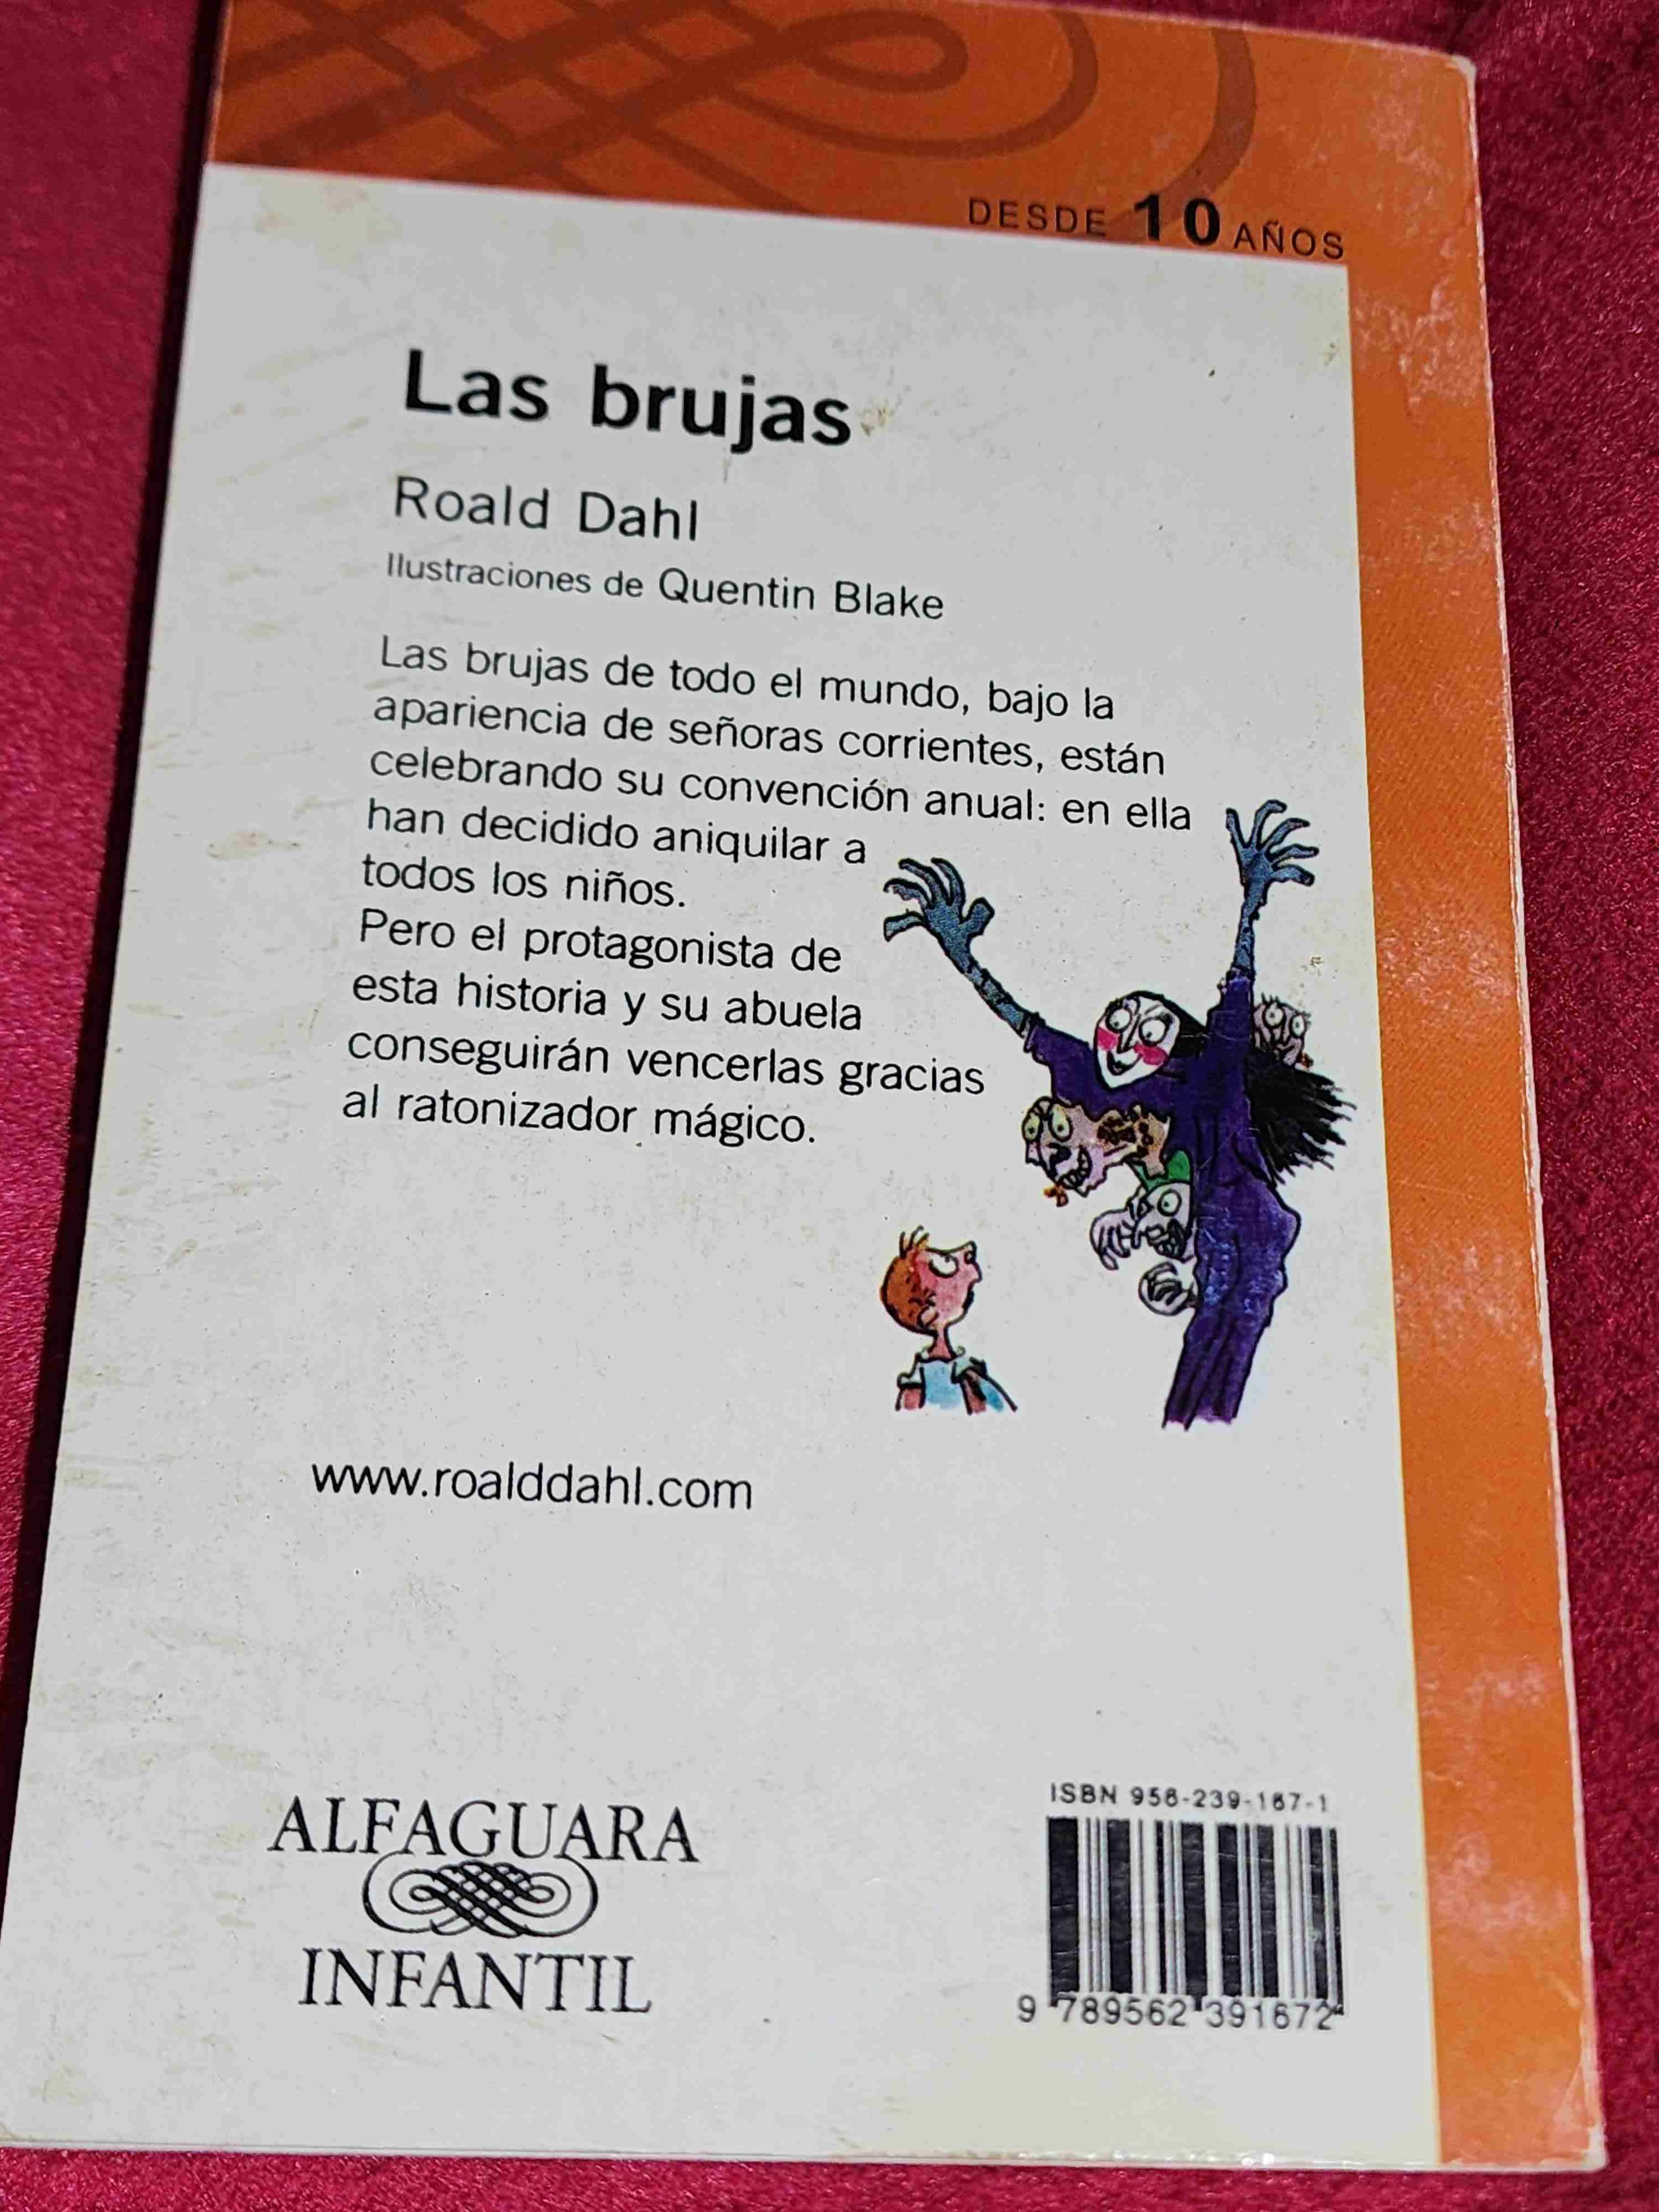 DESDE 10 AÑOS
Las brujas
Roald Dahl
Ilustraciones de Quentin Blake
Las brujas de todo el mundo, bajo la
apariencia de señoras corrientes, están
celebrando su convención anual: en ella
han decidido aniquilar a
todos los niños.
Pero el protagonista de
esta historia y su abuela
conseguirán vencerlas gracias
al ratonizador mágico.
www.roalddahl.com
ALFAGUARA
INFANTIL
ISBN 956-239-167-1
9 789562 391672